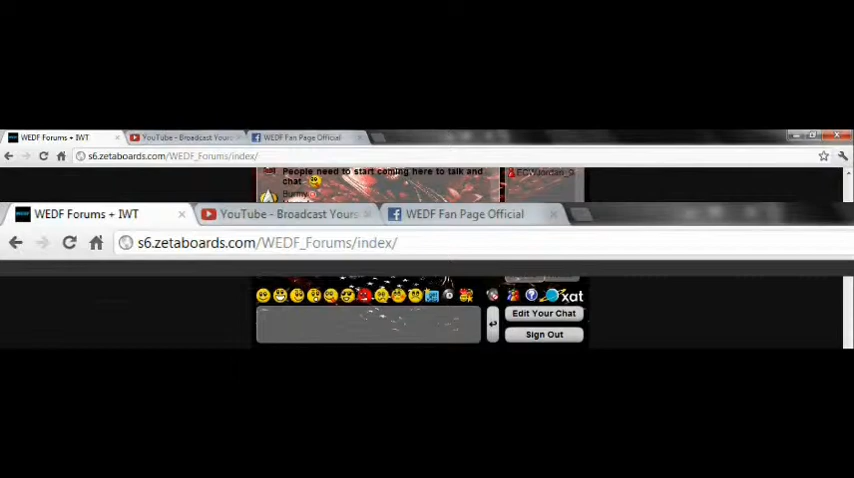 WEDF Forums + IWT
YouTube - Broadcast Yours
WEDF Fan Page Official
s6.zetaboards.com/WEDF_Forums/index/
People need to start coming here to talk and
chat
WEDF Forums + IWT
YouTube - Broadcast Yours
WEDF Fan Page Official
s6.zetaboards.com/WEDF_Forums/index/
xat
Edit Your Chat
Sign Out